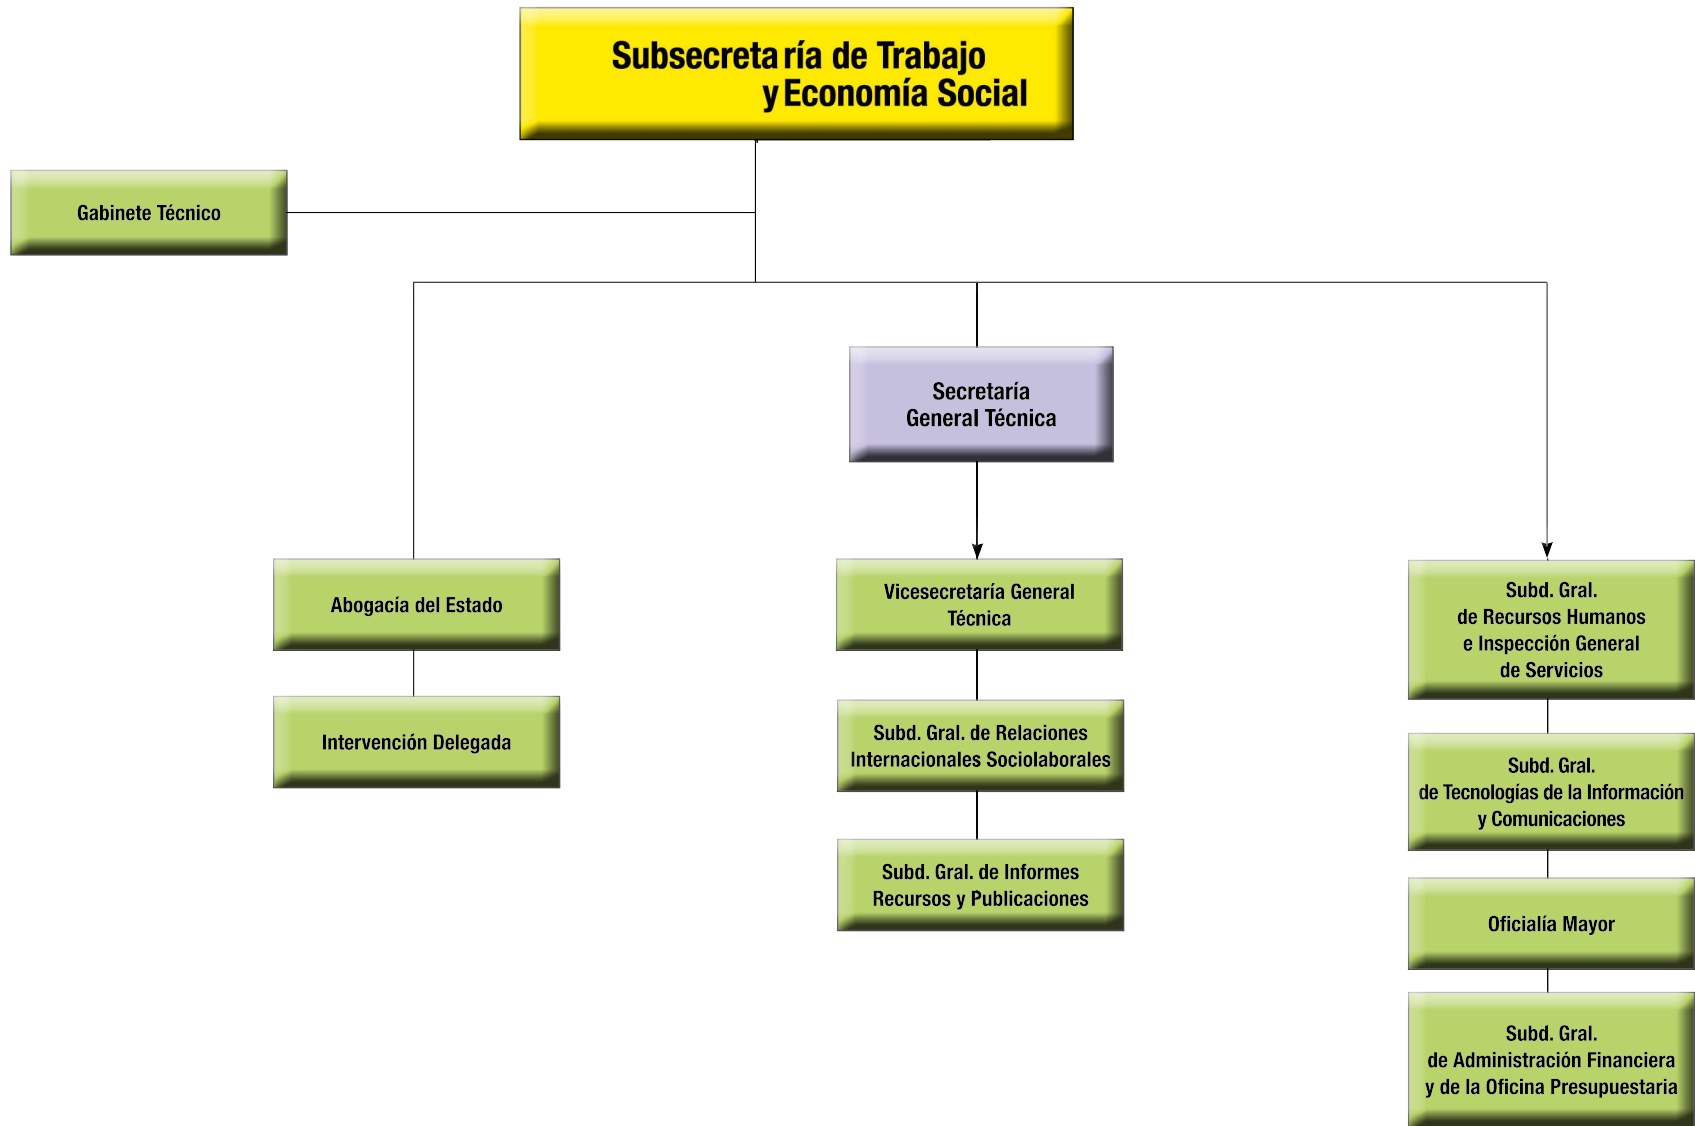 Subsecretaría de Trabajo
y Economía Social
Gabinete Técnico
Secretaría
General Técnica
Abogacía del Estado
Intervención Delegada
Vicesecretaría General
Técnica
Subd. Gral. de Relaciones
Internacionales Sociolaborales
Subd. Gral. de Informes
Recursos y Publicaciones
Subd. Gral.
de Recursos Humanos
e Inspección General
de Servicios
Subd. Gral.
de Tecnologías de la Información
y Comunicaciones
Oficialía Mayor
Subd. Gral.
de Administración Financiera
y de la Oficina Presupuestaria